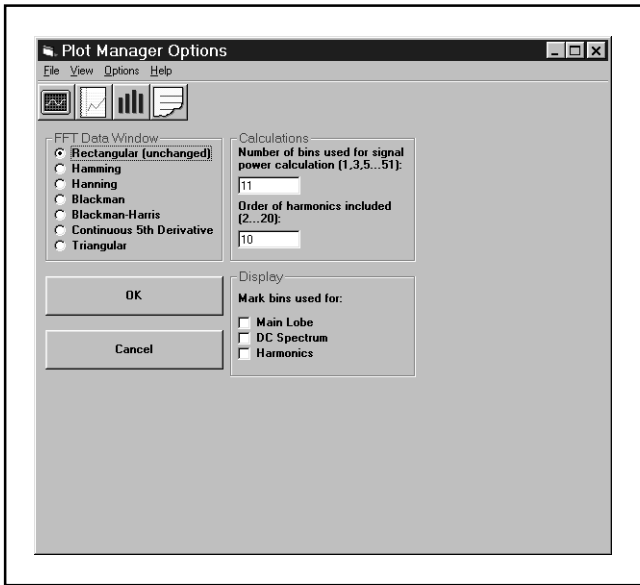 Plot Manager Options
File View Options Help
FFT Data Window
Rectangular (unchanged)
Hamming
Hanning
Blackman
Blackman-Harris
Continuous 5th Derivative
Triangular
Calculations
Number of bins used for signal
power calculation (1,3,5...51):
11
Order of harmonics included
(2...20):
10
OK
Cancel
Display
Mark bins used for:
Main Lobe
DC Spectrum
Harmonics